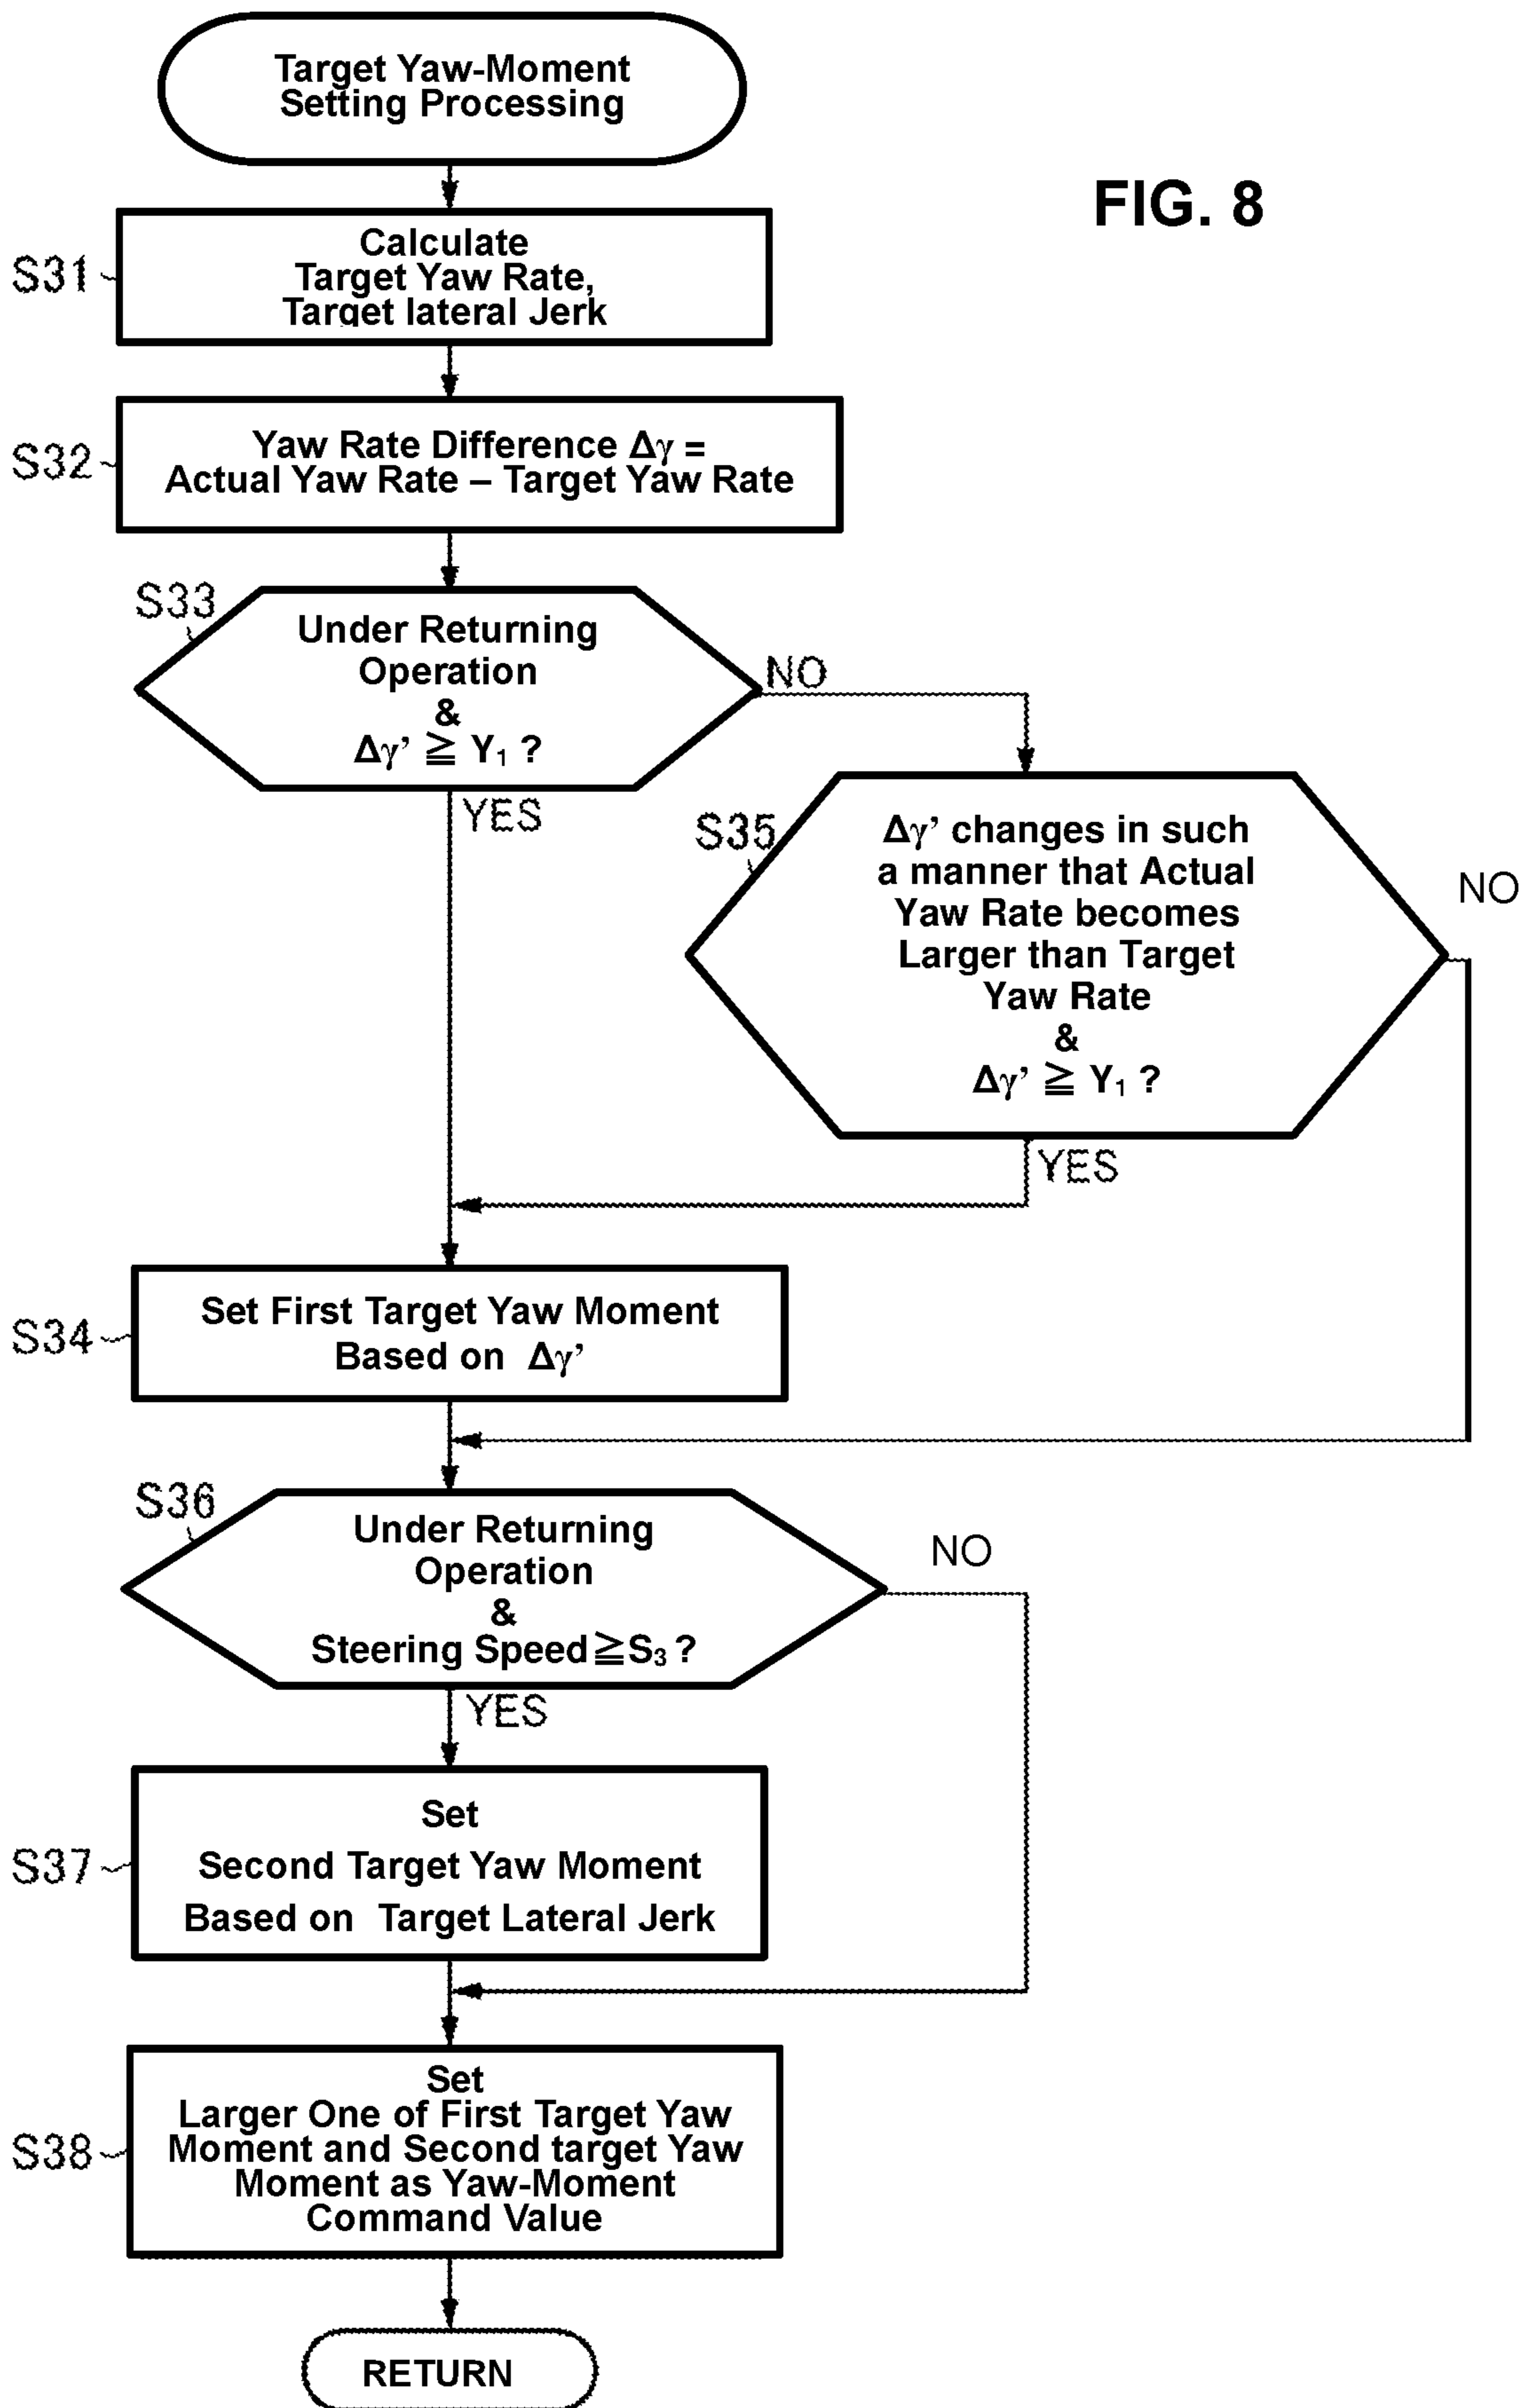 Target Yaw-Moment
Setting Processing
FIG. 8
S31
Calculate
Target Yaw Rate,
Target lateral Jerk
S32
Yaw Rate Difference Δγ =
Actual Yaw Rate – Target Yaw Rate
S33
Under Returning
Operation
&
Δγ’ ≧ Y₁ ?
NO
YES
S35
Δγ’ changes in such
a manner that Actual
Yaw Rate becomes
Larger than Target
Yaw Rate
&
Δγ’ ≧ Y₁ ?
NO
YES
S34
Set First Target Yaw Moment
Based on Δγ’
S36
Under Returning
Operation
&
Steering Speed≧S₃ ?
NO
YES
S37
Set
Second Target Yaw Moment
Based on Target Lateral Jerk
S38
Set
Larger One of First Target Yaw
Moment and Second target Yaw
Moment as Yaw-Moment
Command Value
RETURN